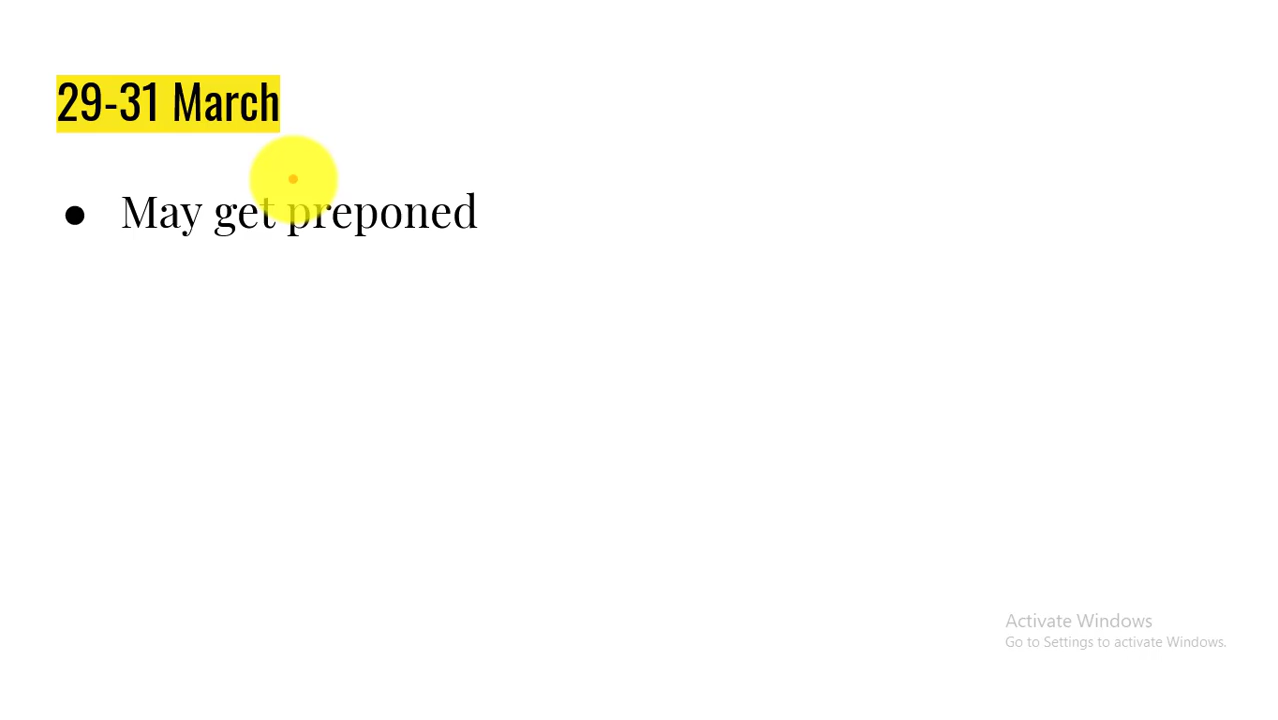 29-31 March
● May get preponed
Activate Windows
Go to Settings to activate Windows.